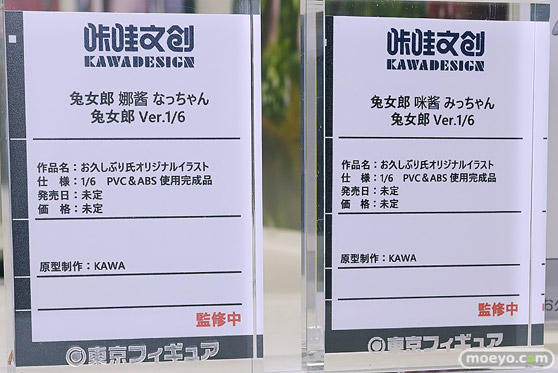 咔哇文创
KAWADESIGN
兔女郎 娜酱 なっちゃん
兔女郎 Ver.1/6
作品名：お久しぶり氏オリジナルイラスト
仕　様：1/6　PVC＆ABS 使用完成品
発売日：未定
価　格：未定
原型制作：KAWA
監修中
東京フィギュア
咔哇文创
KAWADESIGN
兔女郎 咪酱 みっちゃん
兔女郎 Ver.1/6
作品名：お久しぶり氏オリジナルイラスト
仕　様：1/6　PVC＆ABS 使用完成品
発売日：未定
価　格：未定
原型制作：KAWA
監修中
東京フィギュア
moeyo.com